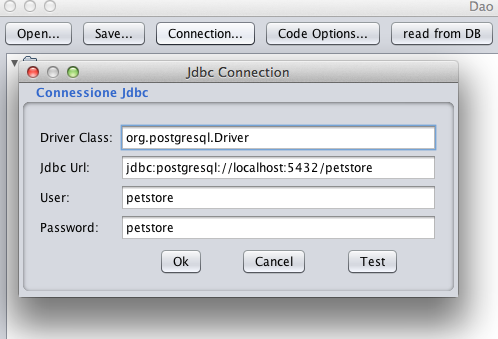 Dao
Open... Save... Connection... Code Options... read from DB
Jdbc Connection
Connessione Jdbc
Driver Class: org.postgresql.Driver
Jdbc Url: jdbc:postgresql://localhost:5432/petstore
User: petstore
Password: petstore
Ok Cancel Test